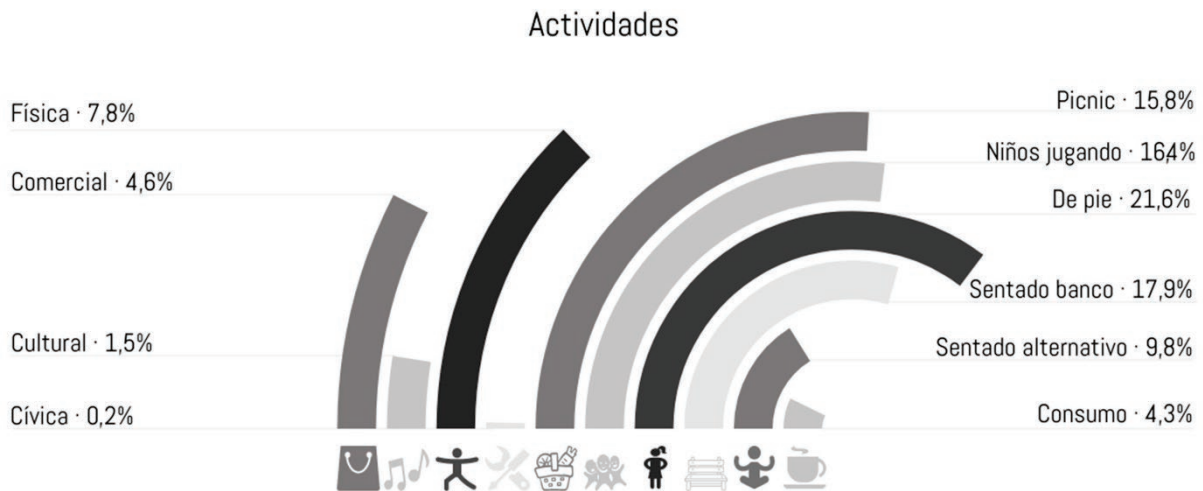 Actividades
Física · 7,8%
Comercial · 4,6%
Cultural · 1,5%
Cívica · 0,2%
Picnic · 15,8%
Niños jugando · 16,4%
De pie · 21,6%
Sentado banco · 17,9%
Sentado alternativo · 9,8%
Consumo · 4,3%